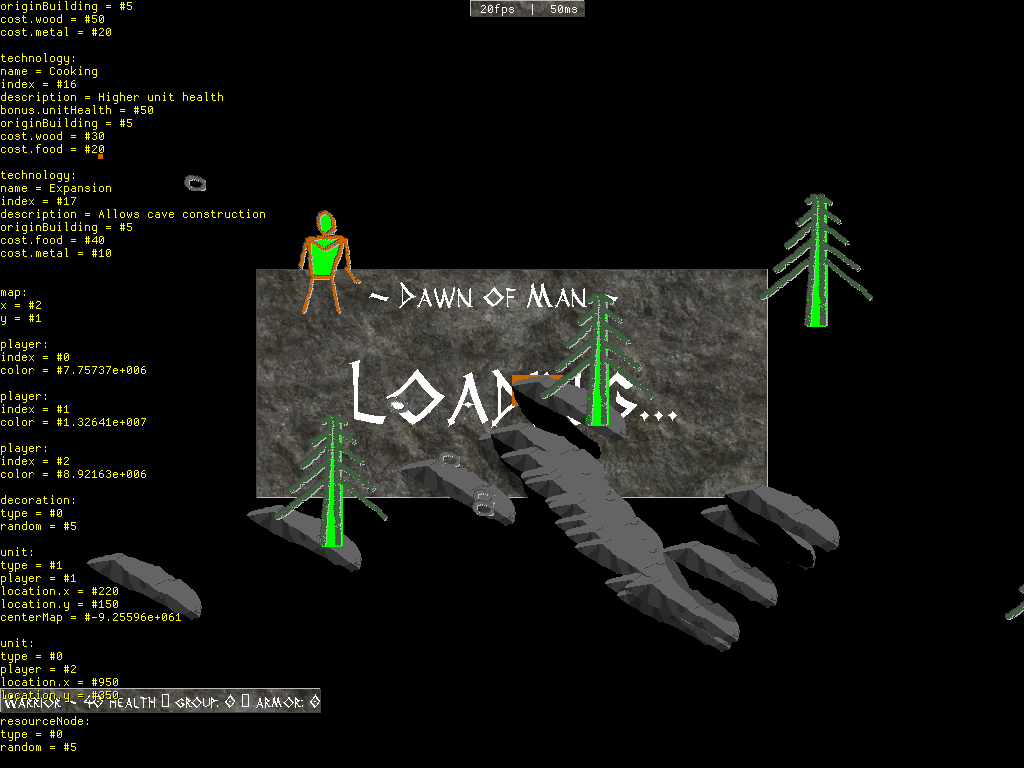 originBuilding = #5
cost.wood = #50
cost.metal = #20
technology:
name = Cooking
index = #16
description = Higher unit health
bonus.unitHealth = #50
originBuilding = #5
cost.wood = #30
cost.food = #20
technology:
name = Expansion
index = #17
description = Allows cave construction
originBuilding = #5
cost.food = #40
cost.metal = #10
map:
x = #2
y = #1
player:
index = #0
color = #7.75737e+006
player:
index = #1
color = #1.32641e+007
player:
index = #2
color = #8.92163e+006
decoration:
type = #0
random = #5
unit:
type = #1
player = #1
location.x = #220
location.y = #150
centerMap = #-9.25596e+061
unit:
type = #0
player = #2
location.x = #950
location.y = #350
resourceNode:
type = #0
random = #5
20fps | 50ms
~ Dawn of Man ~
Loading...
Warrior ~ 40 health ▯ group: 0 ▯ armor: 0